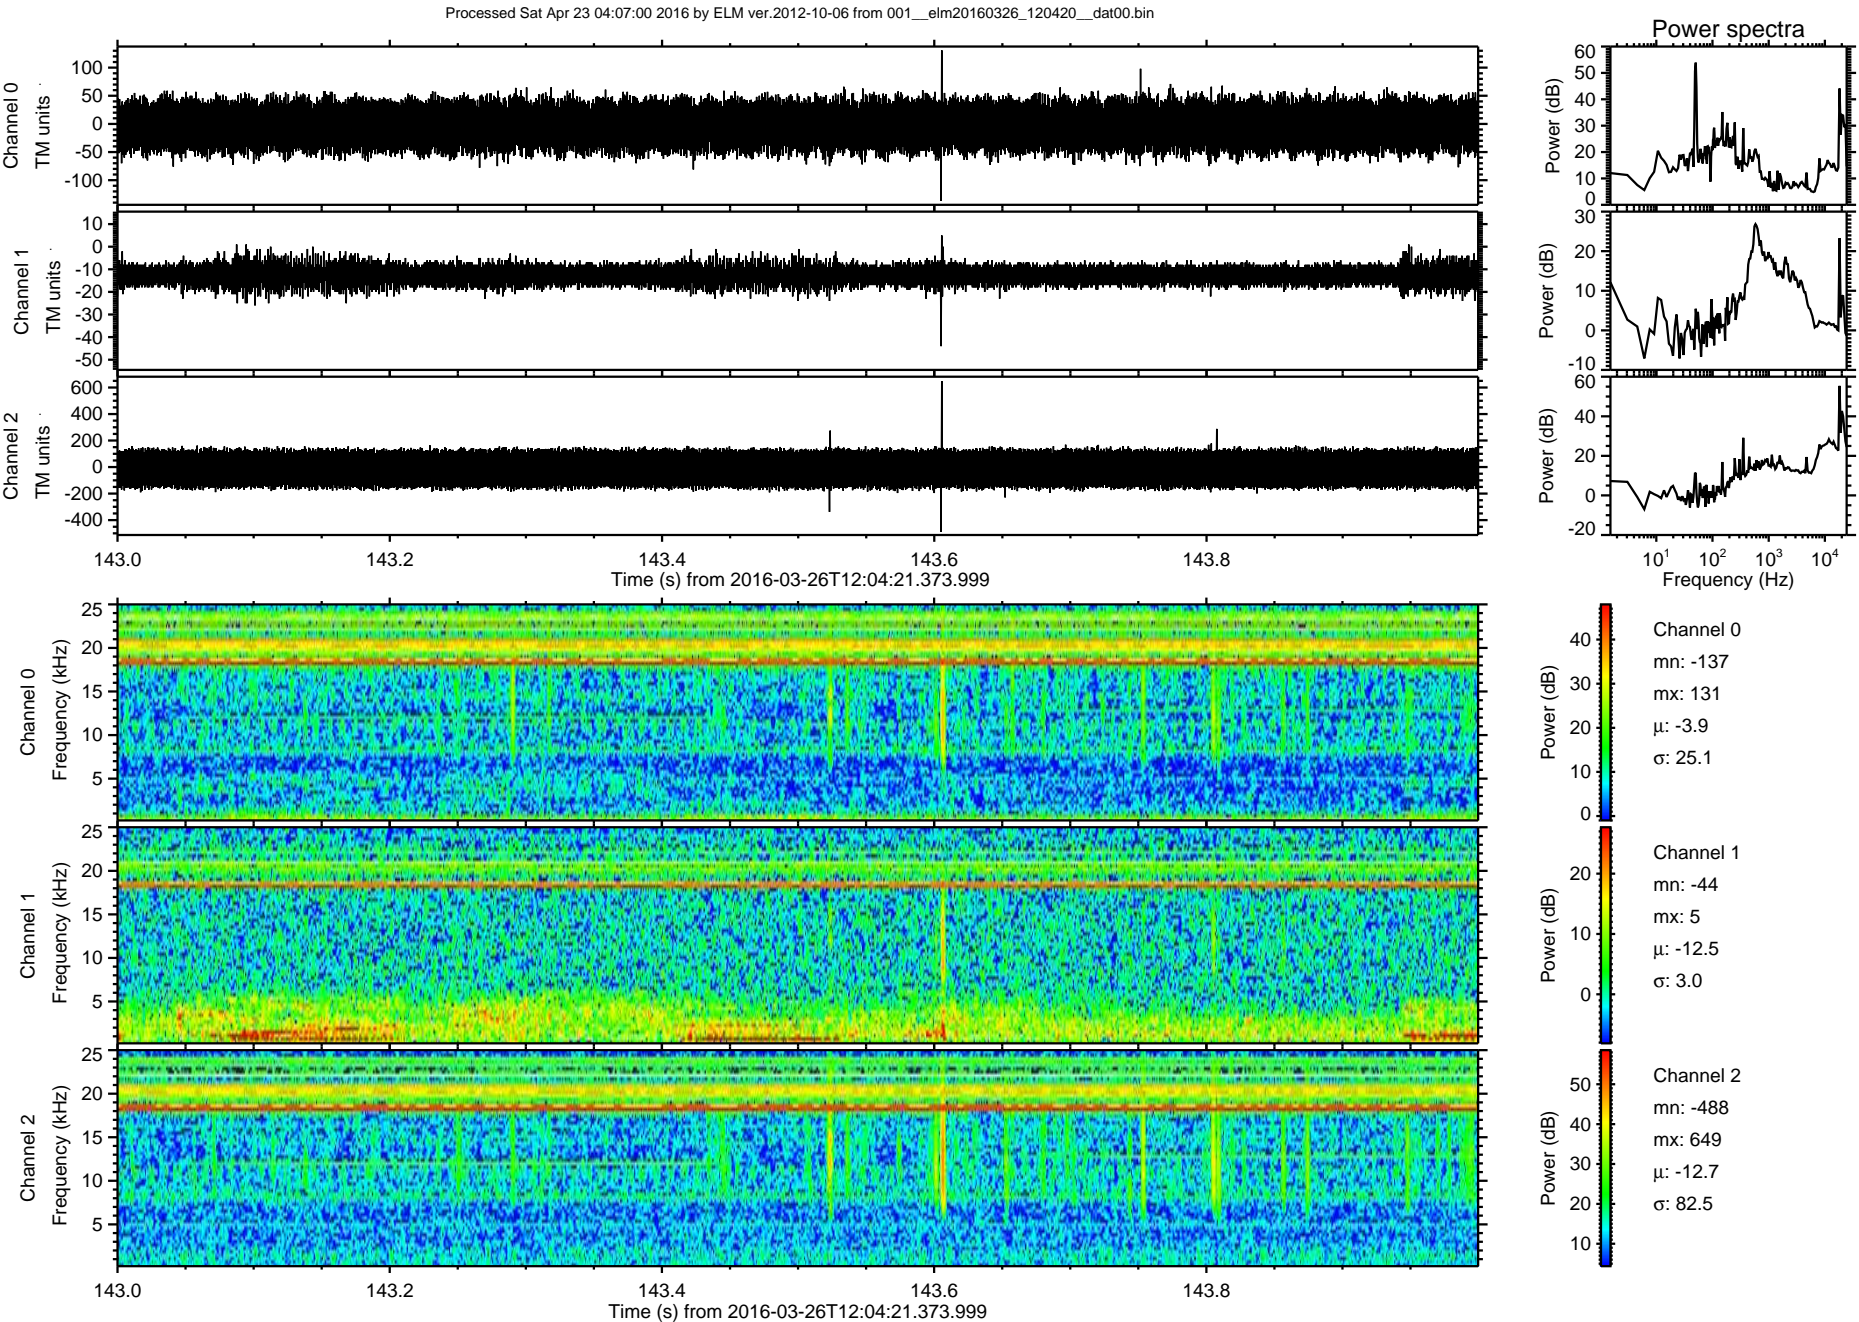 Processed Sat Apr 23 04:07:00 2016 by ELM ver.2012-10-06 from 001__elm20160326_120420__dat00.bin
Power spectra
Channel 0
TM units
100
50
0
-50
-100
Power (dB)
60
50
40
30
20
10
0
Channel 1
TM units
10
0
-10
-20
-30
-40
-50
Power (dB)
30
20
10
0
-10
Channel 2
TM units
600
400
200
0
-200
-400
Power (dB)
60
40
20
0
-20
143.0 143.2 143.4 143.6 143.8
Time (s) from 2016-03-26T12:04:21.373.999
10^1 10^2 10^3 10^4
Frequency (Hz)
Channel 0
Frequency (kHz)
25
20
15
10
5
Power (dB)
40
30
20
10
0
Channel 0
mn: -137
mx: 131
μ: -3.9
σ: 25.1
Channel 1
Frequency (kHz)
25
20
15
10
5
Power (dB)
20
10
0
Channel 1
mn: -44
mx: 5
μ: -12.5
σ: 3.0
Channel 2
Frequency (kHz)
25
20
15
10
5
Power (dB)
50
40
30
20
10
Channel 2
mn: -488
mx: 649
μ: -12.7
σ: 82.5
143.0 143.2 143.4 143.6 143.8
Time (s) from 2016-03-26T12:04:21.373.999